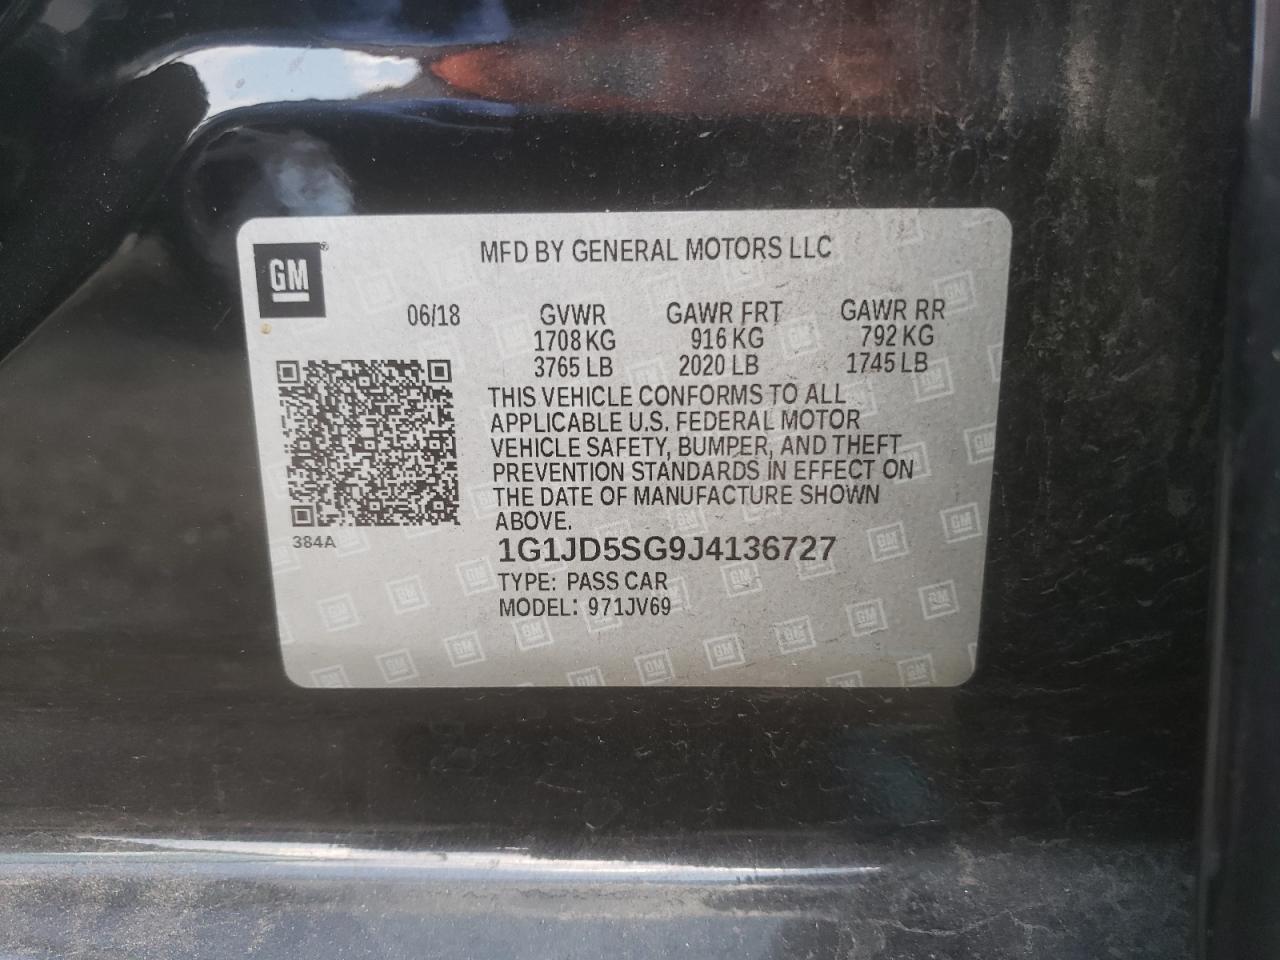 GM
MFD BY GENERAL MOTORS LLC
06/18 GVWR GAWR FRT GAWR RR
1708 KG 916 KG 792 KG
3765 LB 2020 LB 1745 LB
THIS VEHICLE CONFORMS TO ALL
APPLICABLE U.S. FEDERAL MOTOR
VEHICLE SAFETY, BUMPER, AND THEFT
PREVENTION STANDARDS IN EFFECT ON
THE DATE OF MANUFACTURE SHOWN
ABOVE.
384A
1G1JD5SG9J4136727
TYPE: PASS CAR
MODEL: 971JV69